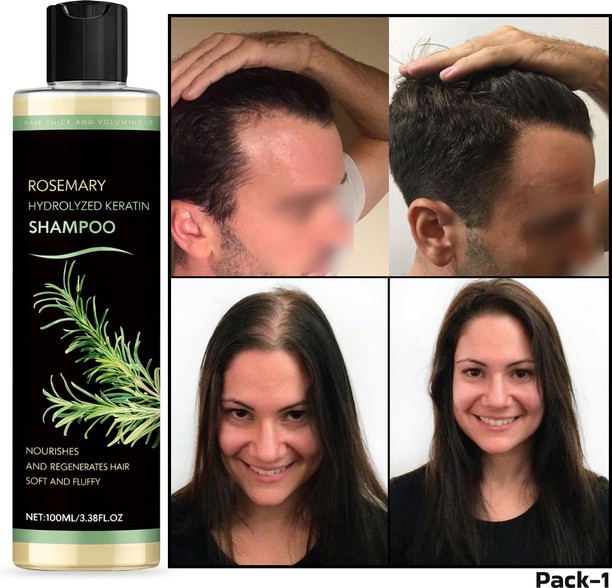 HAIR THICK AND VOLUMINOUS
ROSEMARY
HYDROLYZED KERATIN
SHAMPOO
NOURISHES
AND REGENERATES HAIR
SOFT AND FLUFFY
NET:100ML/3.38FL.OZ
Pack-1